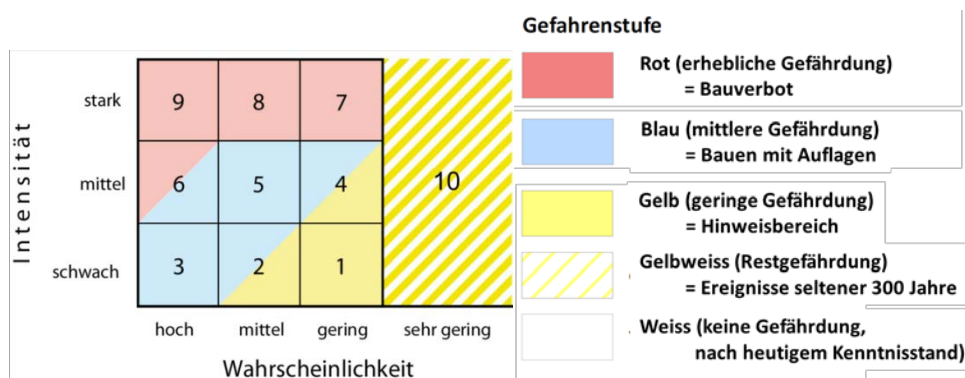 Intensität
stark
mittel
schwach
9 8 7
6 5 4
3 2 1
10
hoch mittel gering sehr gering
Wahrscheinlichkeit
Gefahrenstufe
Rot (erhebliche Gefährdung)
= Bauverbot
Blau (mittlere Gefährdung)
= Bauen mit Auflagen
Gelb (geringe Gefährdung)
= Hinweisbereich
Gelbweiss (Restgefährdung)
= Ereignisse seltener 300 Jahre
Weiss (keine Gefährdung,
nach heutigem Kenntnisstand)